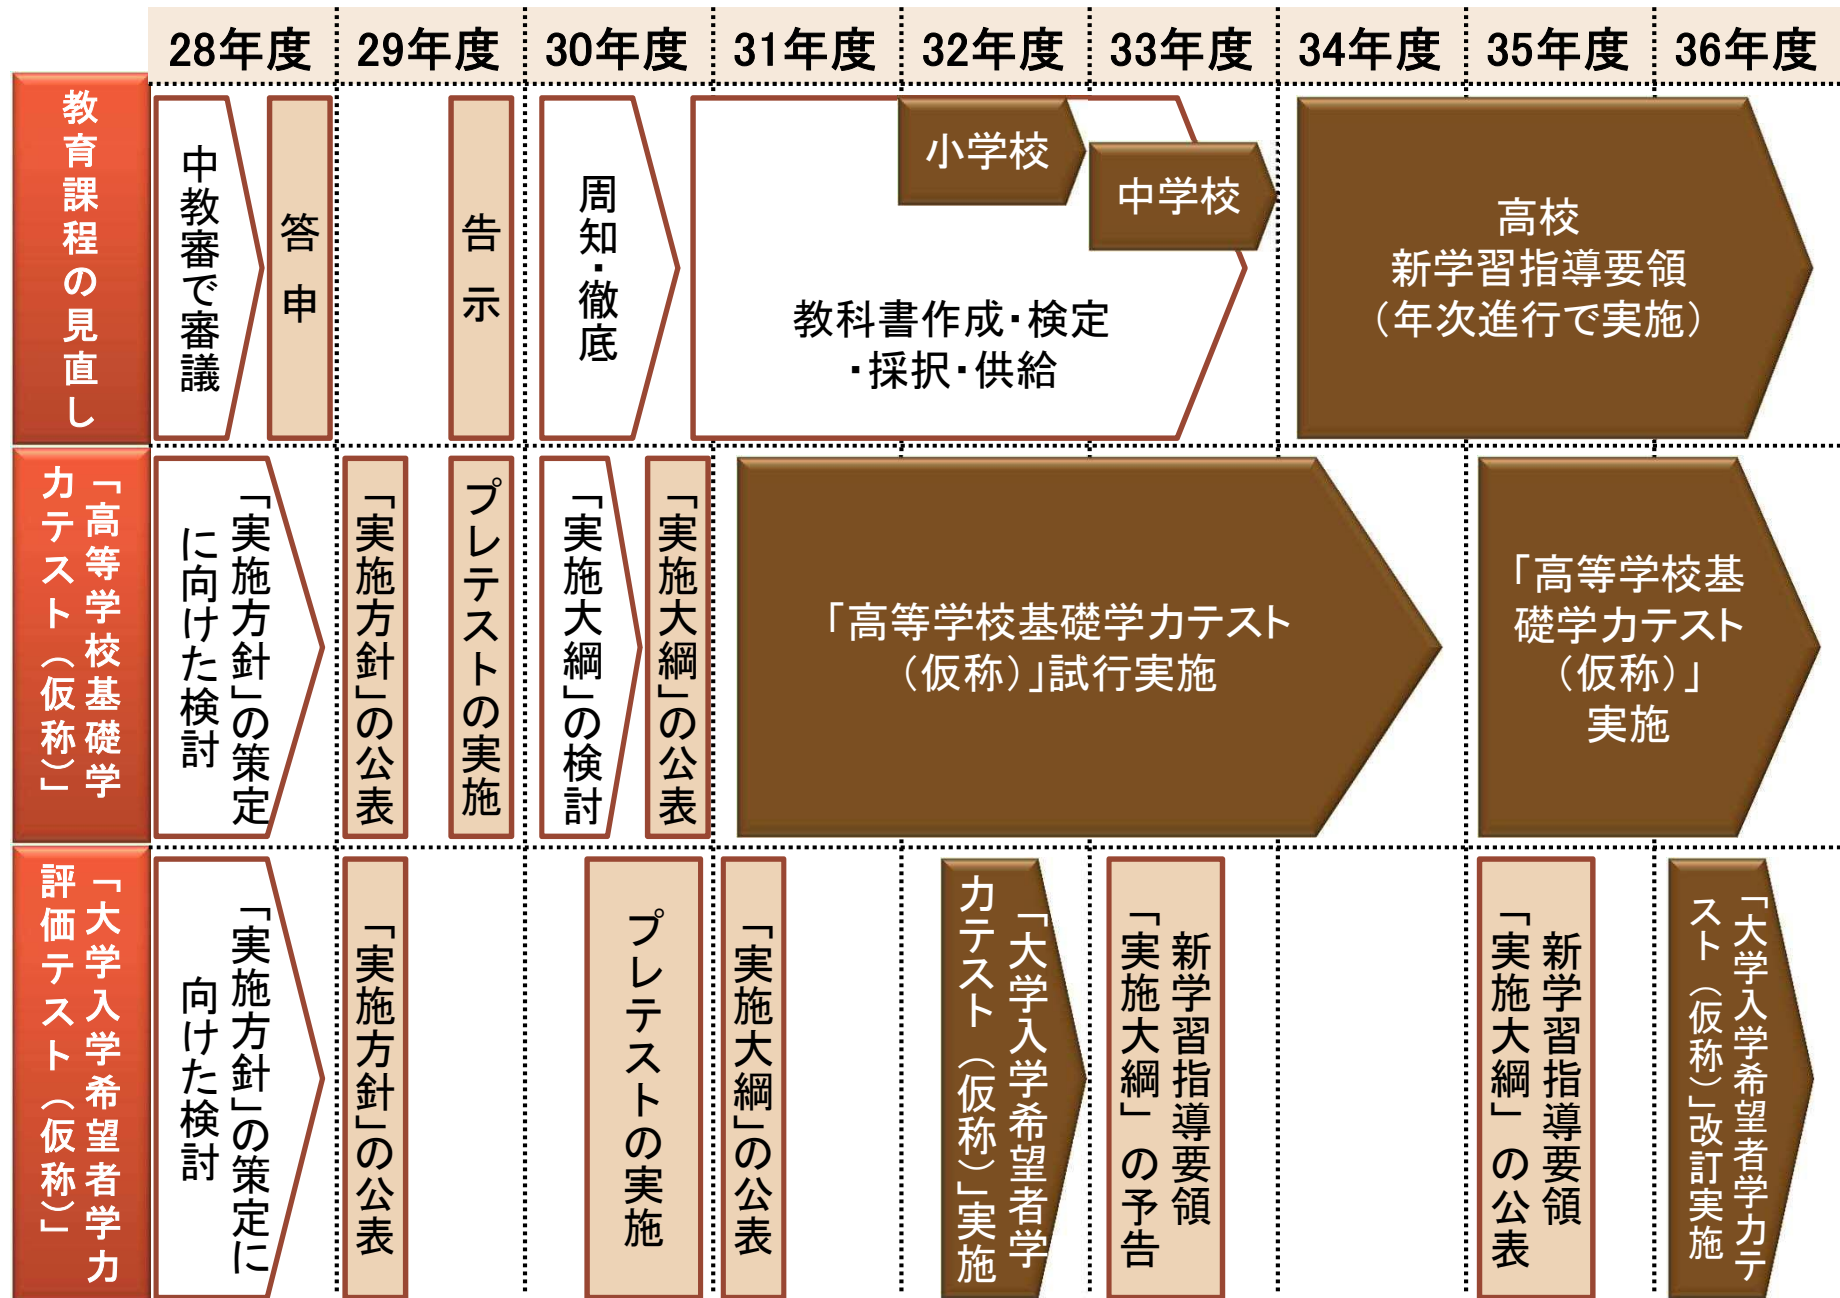 28年度
29年度
30年度
31年度
32年度
33年度
34年度
35年度
36年度
教育課程の見直し
中教審で審議
答申
告示
周知・徹底
教科書作成・検定
・採択・供給
小学校
中学校
高校
新学習指導要領
（年次進行で実施）
「高等学校基礎学
力テスト（仮称）」
「実施方針」の策定
に向けた検討
「実施方針」の公表
プレテストの実施
「実施大綱」の検討
「実施大綱」の公表
「高等学校基礎学力テスト
（仮称）」試行実施
「高等学校基
礎学力テスト
（仮称）」
実施
「大学入学希望者学力
評価テスト（仮称）」
「実施方針」の策定に
向けた検討
「実施方針」の公表
プレテストの実施
「実施大綱」の公表
「大学入学希望者学
力テスト（仮称）」実施
新学習指導要領
「実施大綱」の予告
新学習指導要領
「実施大綱」の公表
「大学入学希望者学力テ
スト（仮称）」改訂実施